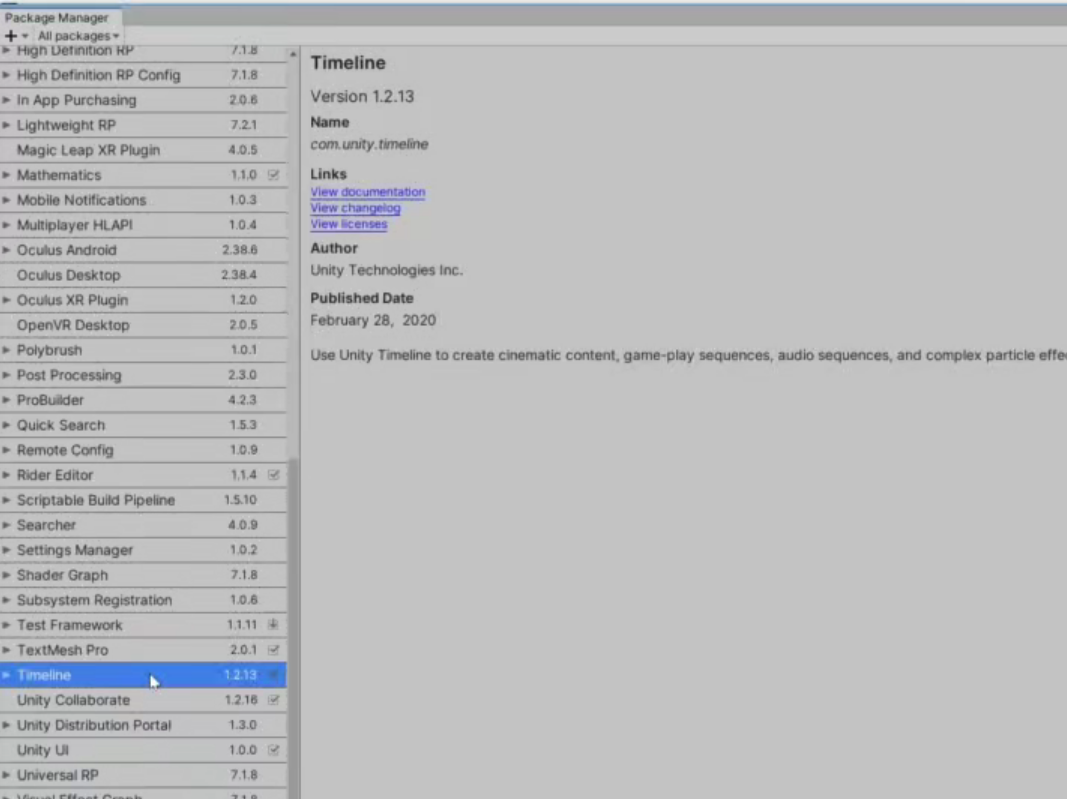 Package Manager
+ All packages
High Definition RP 7.1.8
High Definition RP Config 7.1.8
In App Purchasing 2.0.6
Lightweight RP 7.2.1
Magic Leap XR Plugin 4.0.5
Mathematics 1.1.0
Mobile Notifications 1.0.3
Multiplayer HLAPI 1.0.4
Oculus Android 2.38.6
Oculus Desktop 2.38.4
Oculus XR Plugin 1.2.0
OpenVR Desktop 2.0.5
Polybrush 1.0.1
Post Processing 2.3.0
ProBuilder 4.2.3
Quick Search 1.5.3
Remote Config 1.0.9
Rider Editor 1.1.4
Scriptable Build Pipeline 1.5.10
Searcher 4.0.9
Settings Manager 1.0.2
Shader Graph 7.1.8
Subsystem Registration 1.0.6
Test Framework 1.1.11
TextMesh Pro 2.0.1
Timeline 1.2.13
Unity Collaborate 1.2.16
Unity Distribution Portal 1.3.0
Unity UI 1.0.0
Universal RP 7.1.8
Visual Effect Graph 7.1.8
Timeline
Version 1.2.13
Name
com.unity.timeline
Links
View documentation
View changelog
View licenses
Author
Unity Technologies Inc.
Published Date
February 28, 2020
Use Unity Timeline to create cinematic content, game-play sequences, audio sequences, and complex particle effe